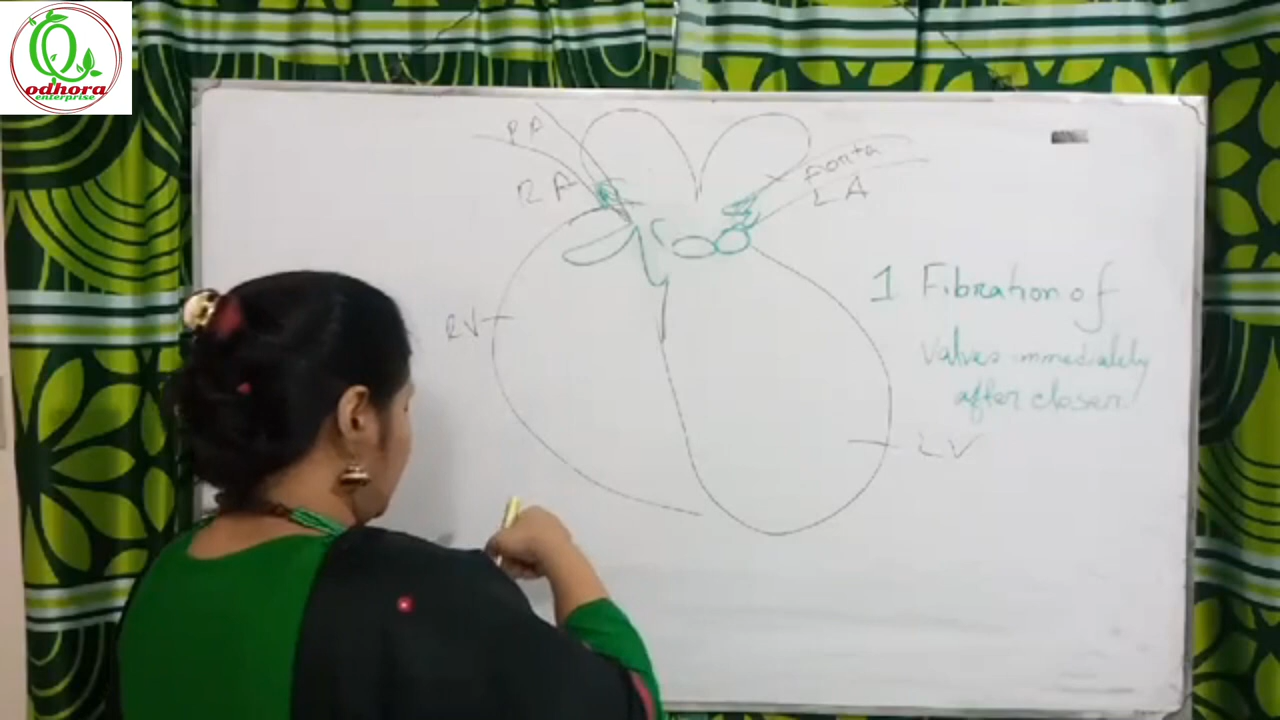 Odhora
enterprise
PA
RA
Aorta
LA
RV
1 Fibration of
valves immediately
after closer.
LV